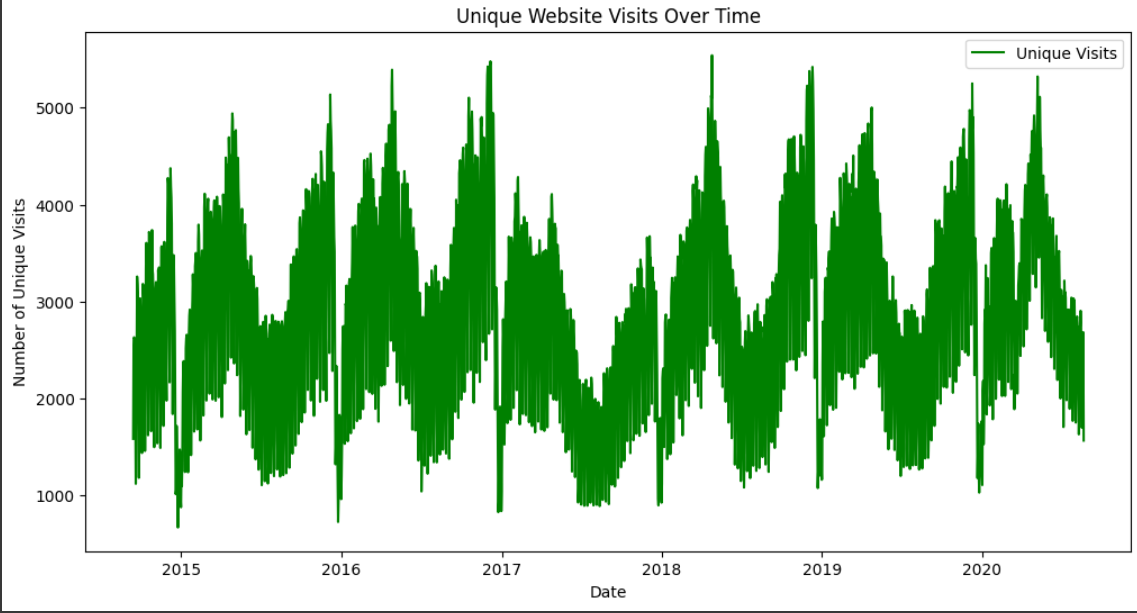 Unique Website Visits Over Time
Unique Visits
Number of Unique Visits
5000
4000
3000
2000
1000
2015 2016 2017 2018 2019 2020
Date